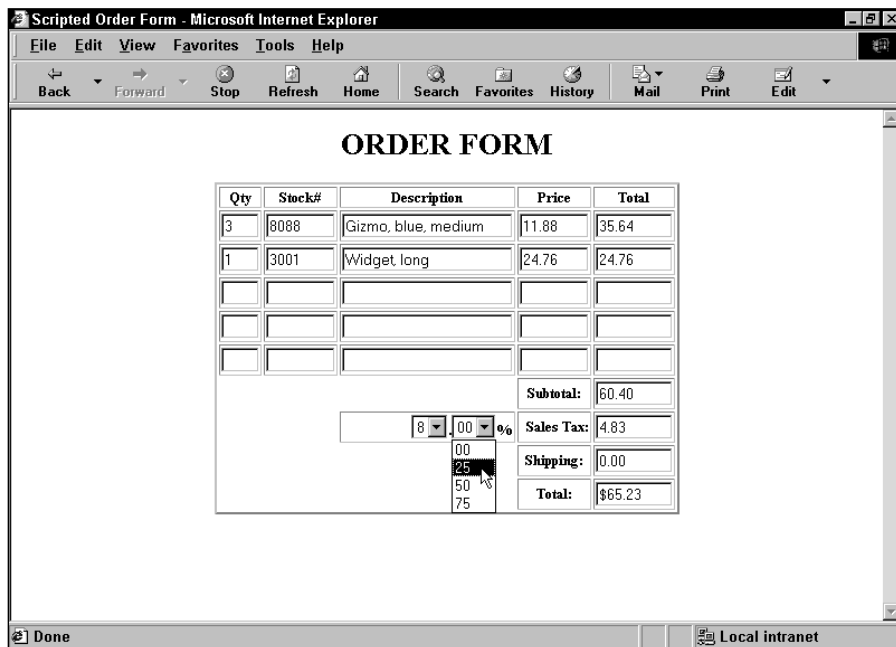 Scripted Order Form - Microsoft Internet Explorer
File Edit View Favorites Tools Help
Back Forward Stop Refresh Home Search Favorites History Mail Print Edit
ORDER FORM
Qty Stock# Description Price Total
3 8088 Gizmo, blue, medium 11.88 35.64
1 3001 Widget, long 24.76 24.76
Subtotal: 60.40
8 . 00 % Sales Tax: 4.83
00
25 Shipping: 0.00
50
75 Total: $65.23
Done Local intranet